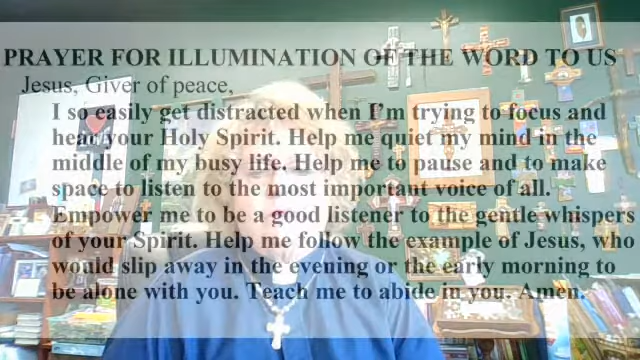 PRAYER FOR ILLUMINATION OF THE WORD TO US
Jesus, Giver of peace,
I so easily get distracted when I'm trying to focus and
hear your Holy Spirit. Help me quiet my mind in the
middle of my busy life. Help me to pause and to make
space to listen to the most important voice of all.
Empower me to be a good listener to the gentle whispers
of your Spirit. Help me follow the example of Jesus, who
would slip away in the evening or the early morning to
be alone with you. Teach me to abide in you. Amen.